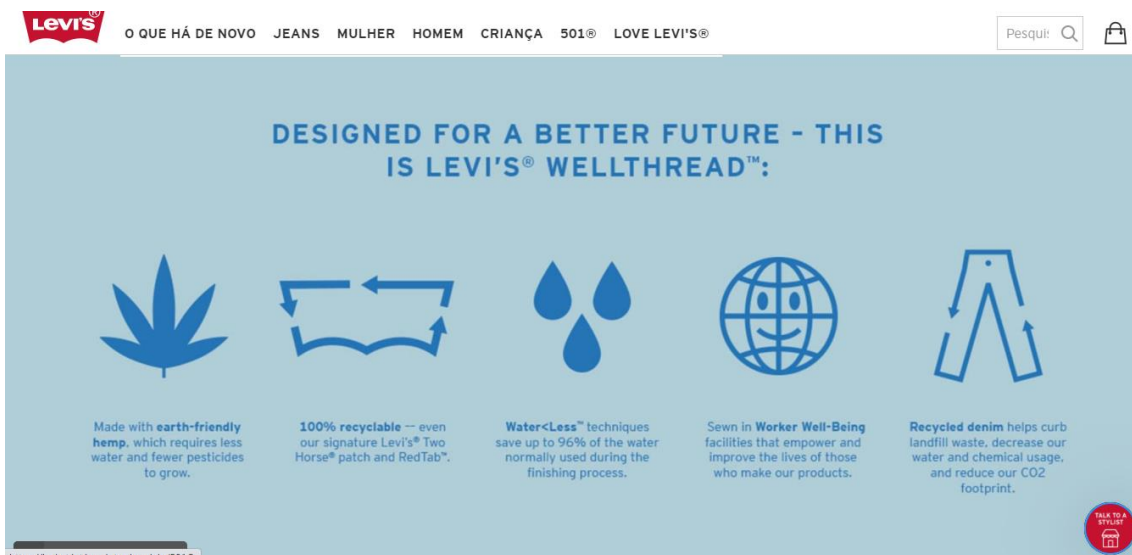 Levi's®
O QUE HÁ DE NOVO JEANS MULHER HOMEM CRIANÇA 501® LOVE LEVI'S®
Pesqui
DESIGNED FOR A BETTER FUTURE - THIS
IS LEVI'S® WELLTHREAD™:
Made with earth-friendly
hemp, which requires less
water and fewer pesticides
to grow.
100% recyclable — even
our signature Levi's® Two
Horse® patch and RedTab™.
Water<Less™ techniques
save up to 96% of the water
normally used during the
finishing process.
Sewn in Worker Well-Being
facilities that empower and
improve the lives of those
who make our products.
Recycled denim helps curb
landfill waste, decrease our
water and chemical usage,
and reduce our CO2
footprint.
TALK TO A
STYLIST